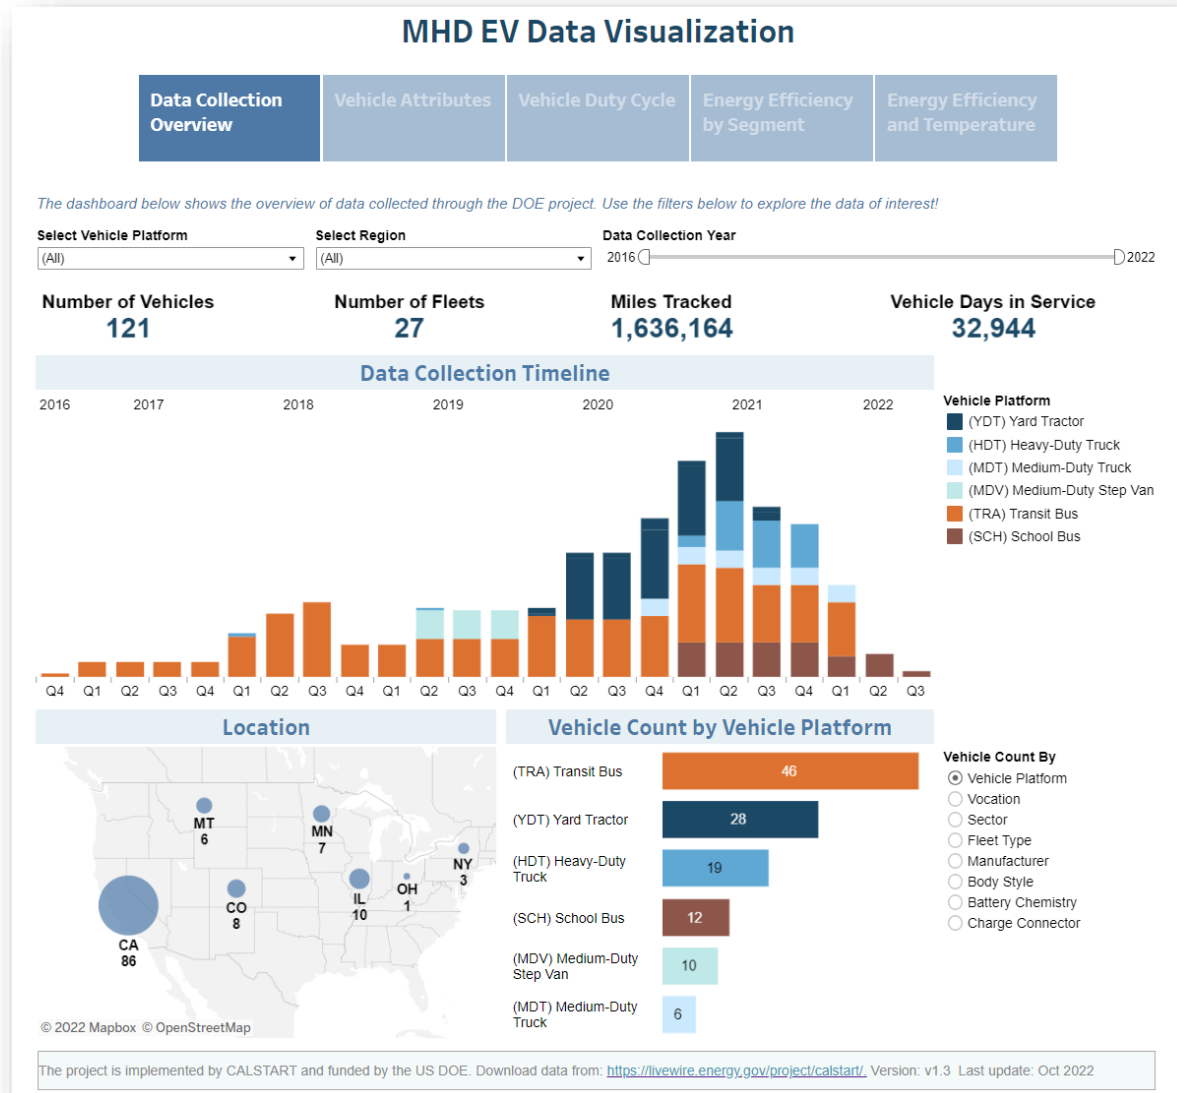 MHD EV Data Visualization
Data Collection
Overview
Vehicle Attributes
Vehicle Duty Cycle
Energy Efficiency
by Segment
Energy Efficiency
and Temperature
The dashboard below shows the overview of data collected through the DOE project. Use the filters below to explore the data of interest!
Select Vehicle Platform
(All)
Select Region
(All)
Data Collection Year
2016
2022
Number of Vehicles
121
Number of Fleets
27
Miles Tracked
1,636,164
Vehicle Days in Service
32,944
Data Collection Timeline
2016 2017 2018 2019 2020 2021 2022
Q4 Q1 Q2 Q3 Q4 Q1 Q2 Q3 Q4 Q1 Q2 Q3 Q4 Q1 Q2 Q3 Q4 Q1 Q2 Q3 Q4 Q1 Q2 Q3
Vehicle Platform
(YDT) Yard Tractor
(HDT) Heavy-Duty Truck
(MDT) Medium-Duty Truck
(MDV) Medium-Duty Step Van
(TRA) Transit Bus
(SCH) School Bus
Location
MT
6
MN
7
NY
3
OH
1
IL
10
CO
8
CA
86
© 2022 Mapbox © OpenStreetMap
Vehicle Count by Vehicle Platform
(TRA) Transit Bus 46
(YDT) Yard Tractor 28
(HDT) Heavy-Duty
Truck
19
(SCH) School Bus 12
(MDV) Medium-Duty
Step Van
10
(MDT) Medium-Duty
Truck
6
Vehicle Count By
Vehicle Platform
Vocation
Sector
Fleet Type
Manufacturer
Body Style
Battery Chemistry
Charge Connector
The project is implemented by CALSTART and funded by the US DOE. Download data from: https://livewire.energy.gov/project/calstart/. Version: v1.3 Last update: Oct 2022